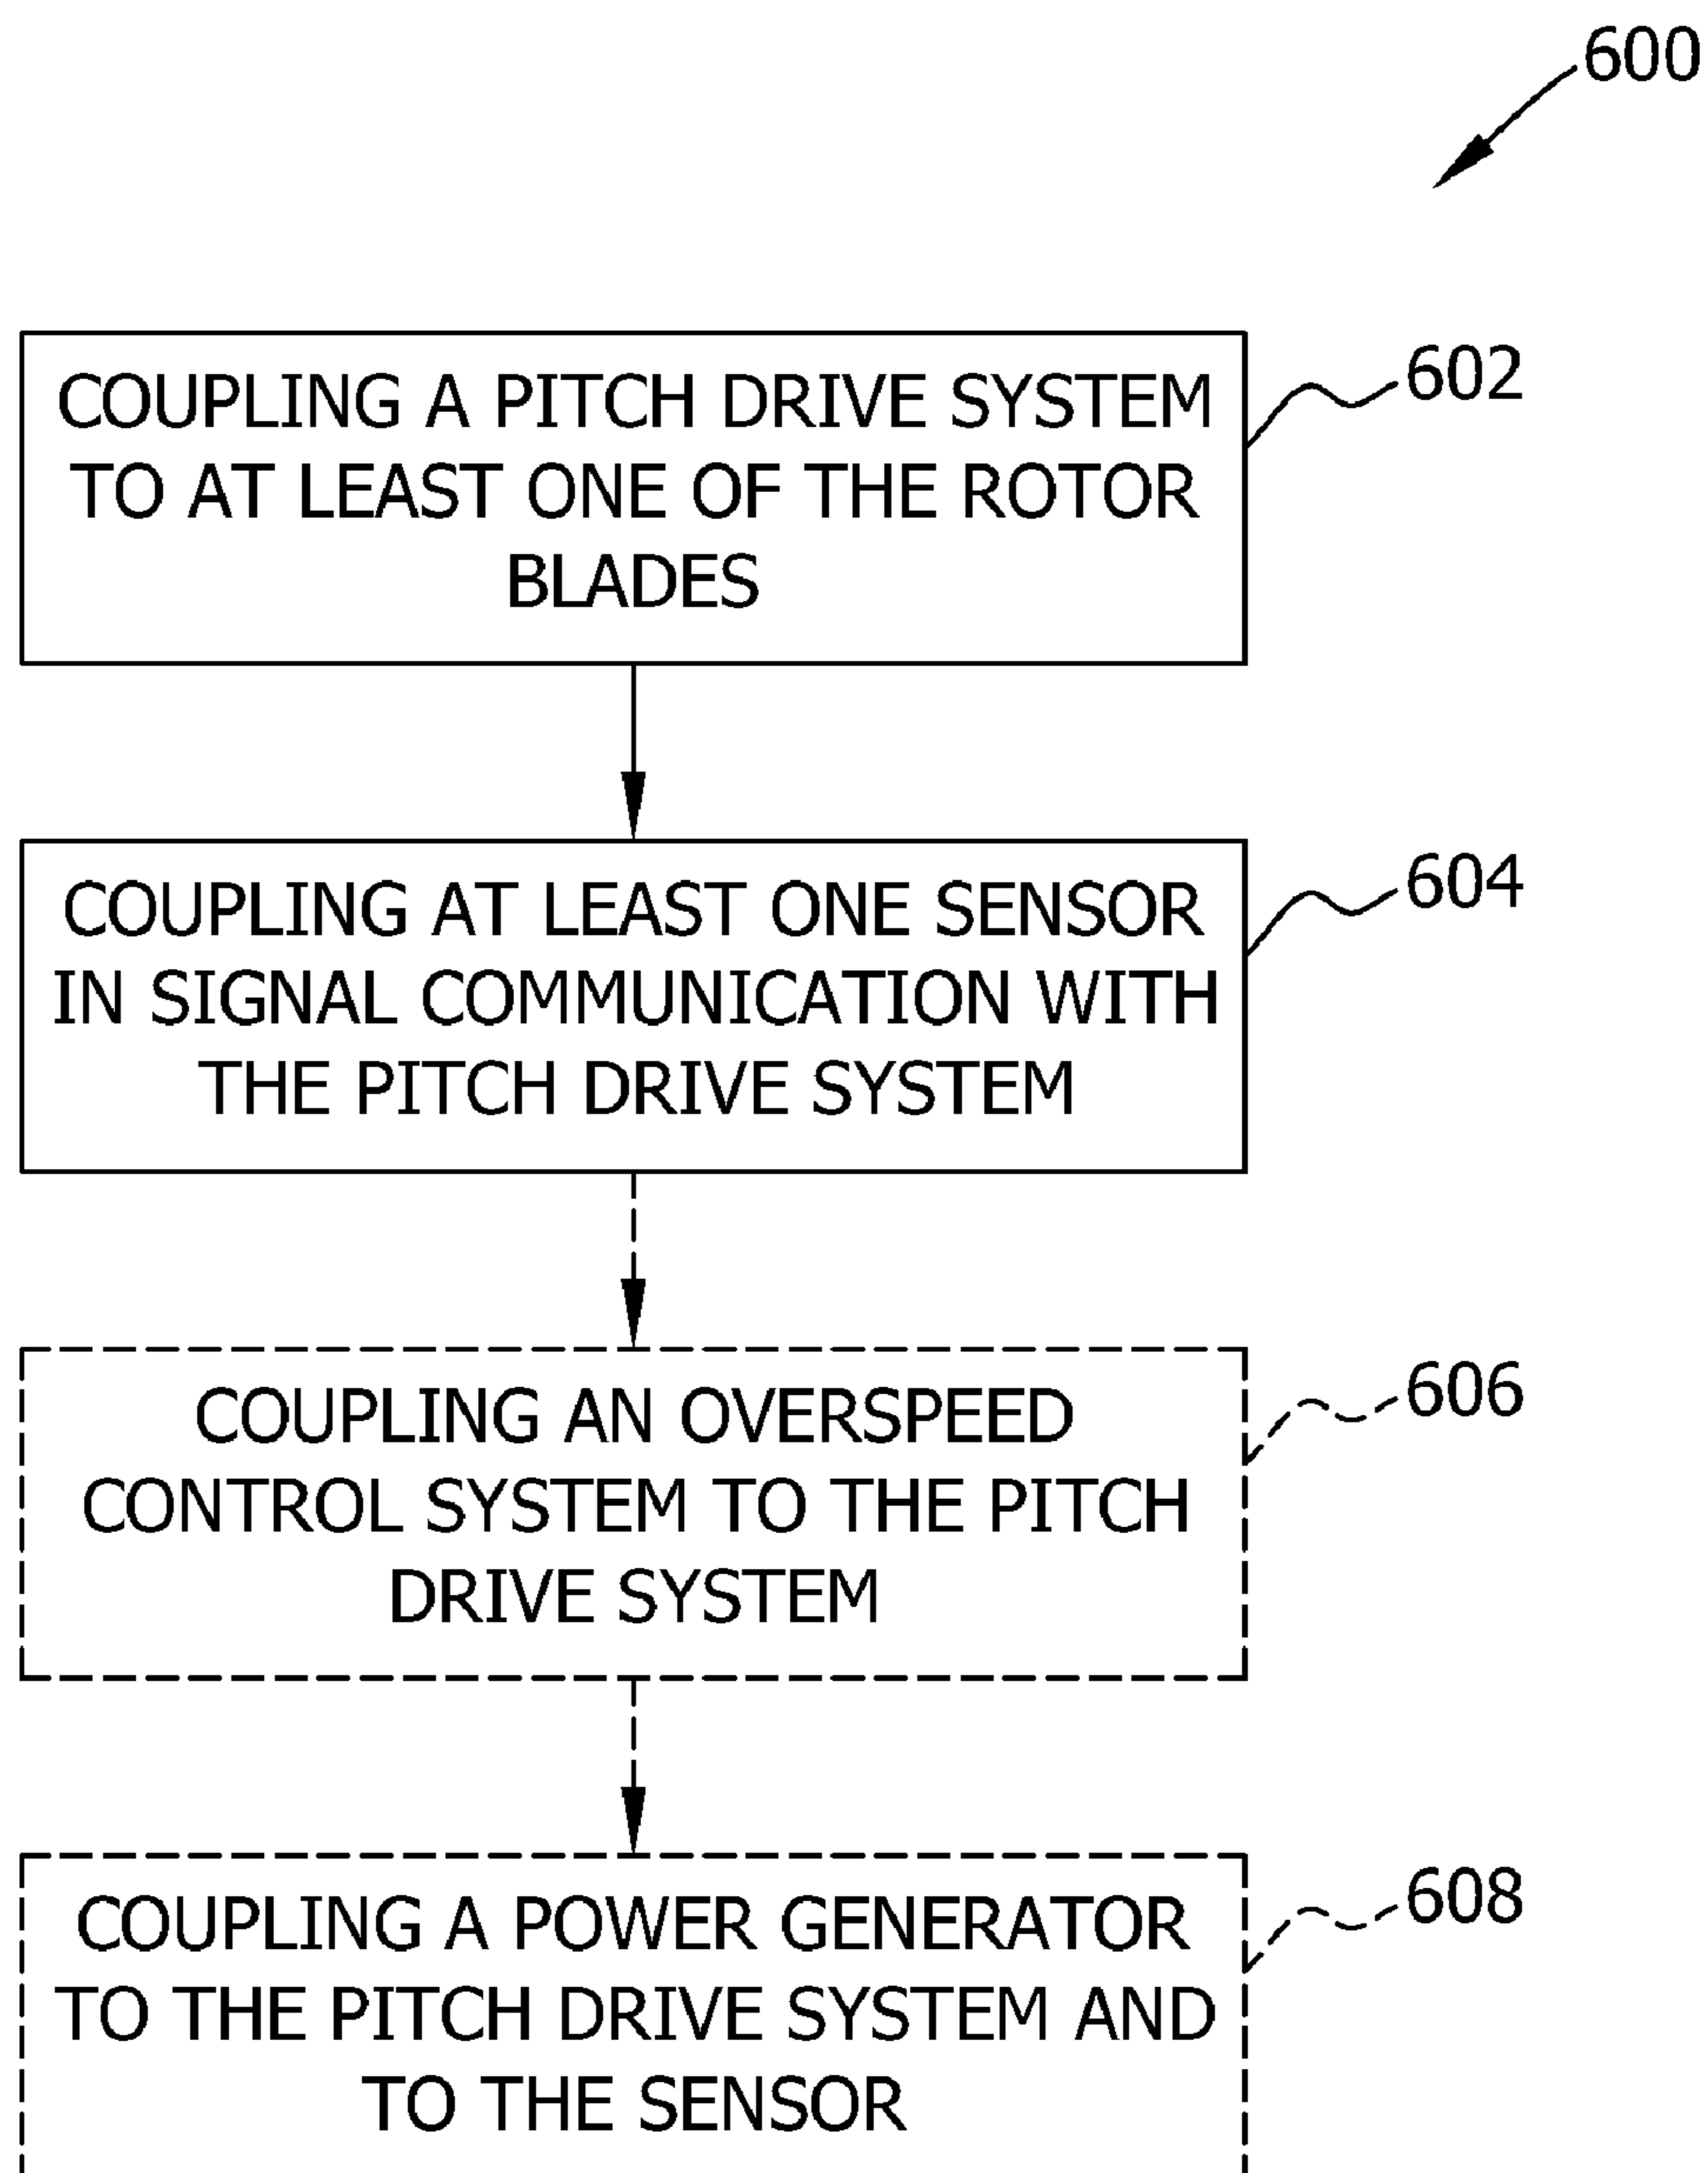 600
COUPLING A PITCH DRIVE SYSTEM
TO AT LEAST ONE OF THE ROTOR
BLADES
602
COUPLING AT LEAST ONE SENSOR
IN SIGNAL COMMUNICATION WITH
THE PITCH DRIVE SYSTEM
604
COUPLING AN OVERSPEED
CONTROL SYSTEM TO THE PITCH
DRIVE SYSTEM
606
COUPLING A POWER GENERATOR
TO THE PITCH DRIVE SYSTEM AND
TO THE SENSOR
608